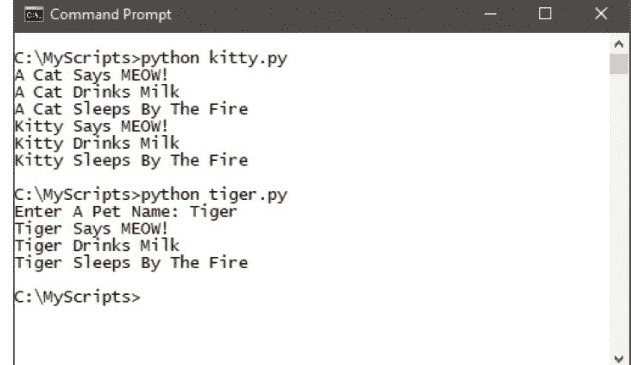 Command Prompt
C:\MyScripts>python kitty.py
A Cat Says MEOW!
A Cat Drinks Milk
A Cat Sleeps By The Fire
Kitty Says MEOW!
Kitty Drinks Milk
Kitty Sleeps By The Fire
C:\MyScripts>python tiger.py
Enter A Pet Name: Tiger
Tiger Says MEOW!
Tiger Drinks Milk
Tiger Sleeps By The Fire
C:\MyScripts>